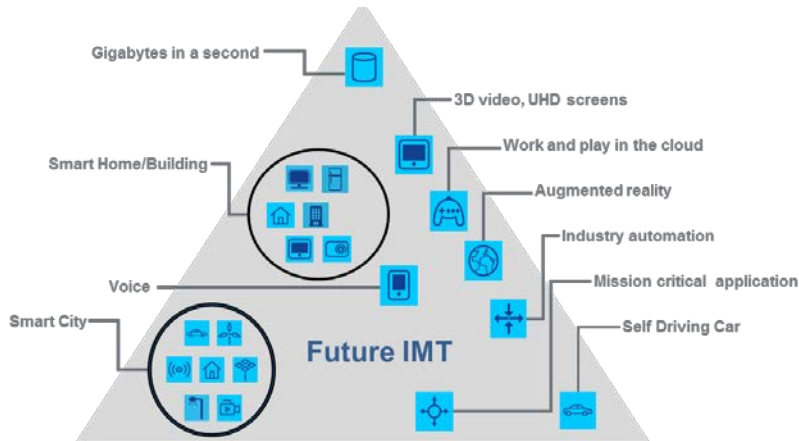 Gigabytes in a second
3D video, UHD screens
Work and play in the cloud
Smart Home/Building
Augmented reality
Industry automation
Mission critical application
Voice
Smart City
Self Driving Car
Future IMT